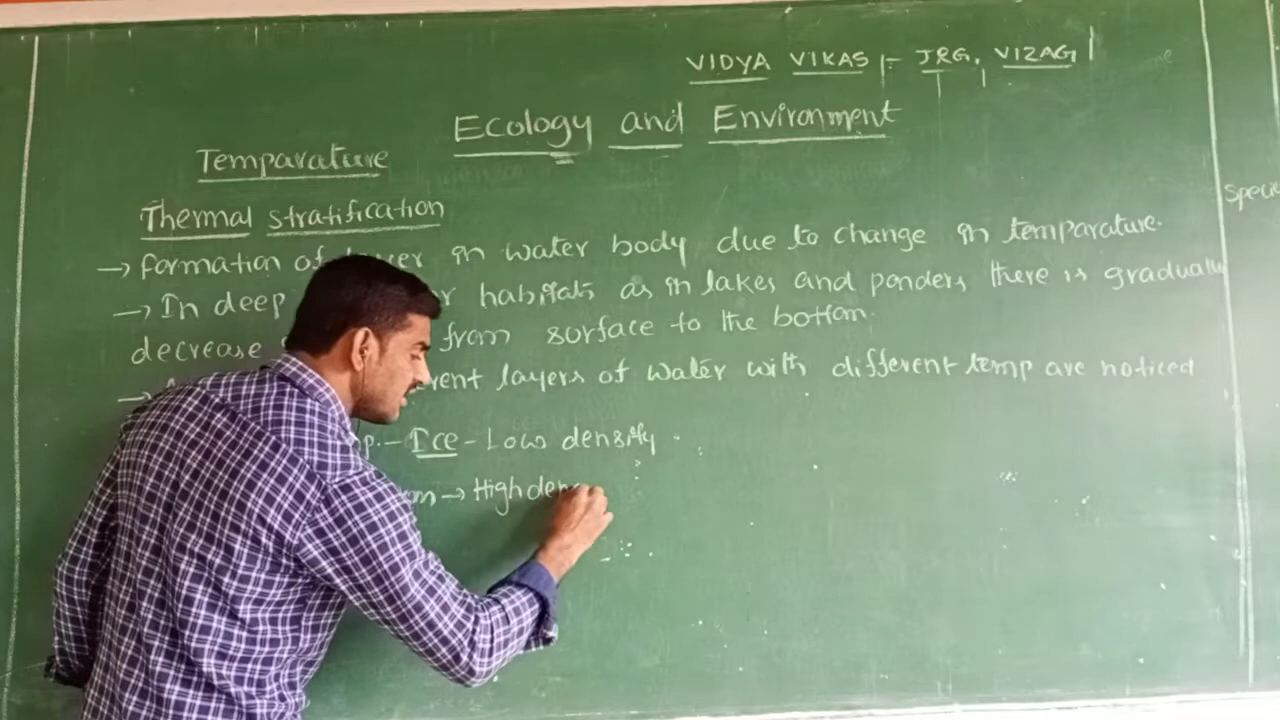 VIDYA VIKAS :- JRG, VIZAG
Ecology and Environment
Temparature
Thermal stratification
→ formation of in water body due to change in temparature.
→ In deep habitats as in lakes and ponders there is gradually
Specie
decrease from surface to the bottom.
→ layers of water with different temp are noticed
- Ice - Low density.
→ High den